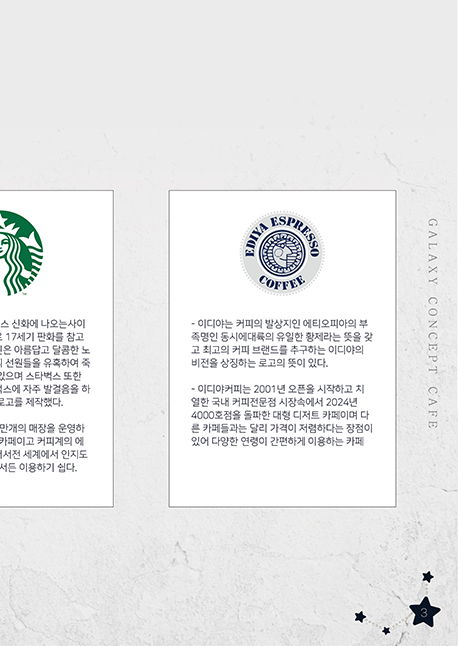 스 신화에 나오는사이
로 17세기 판화를 참고
은 아름답고 달콤한 노
선원들을 유혹하여 죽
있으며 스타벅스 또한
벅스에 자주 발걸음을 하
로고를 제작했다.
만개의 매장을 운영하
카페이고 커피계의 에
서전 세계에서 인지도
서든 이용하기 쉽다.
EDIYA ESPRESSO
COFFEE
- 이디야는 커피의 발상지인 에티오피아의 부
족명인 동시에대륙의 유일한 황제라는 뜻을 갖
고 최고의 커피 브랜드를 추구하는 이디야의
비전을 상징하는 로고의 뜻이 있다.
- 이디야커피는 2001년 오픈을 시작하고 치
열한 국내 커피전문점 시장속에서 2024년
4000호점을 돌파한 대형 디저트 카페이며 다
른 카페들과는 달리 가격이 저렴하다는 장점이
있어 다양한 연령이 간편하게 이용하는 카페
GALAXY CONCEPT CAFE
3